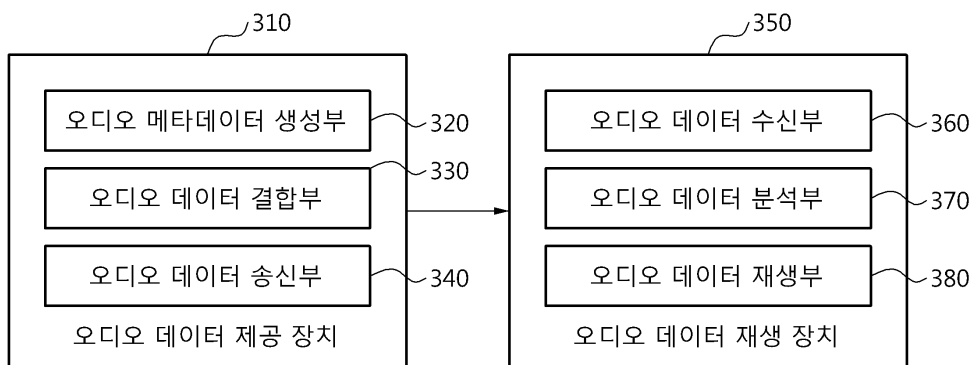 310
오디오 메타데이터 생성부
320
330
오디오 데이터 결합부
오디오 데이터 송신부
340
오디오 데이터 제공 장치
350
오디오 데이터 수신부
360
오디오 데이터 분석부
370
오디오 데이터 재생부
380
오디오 데이터 재생 장치